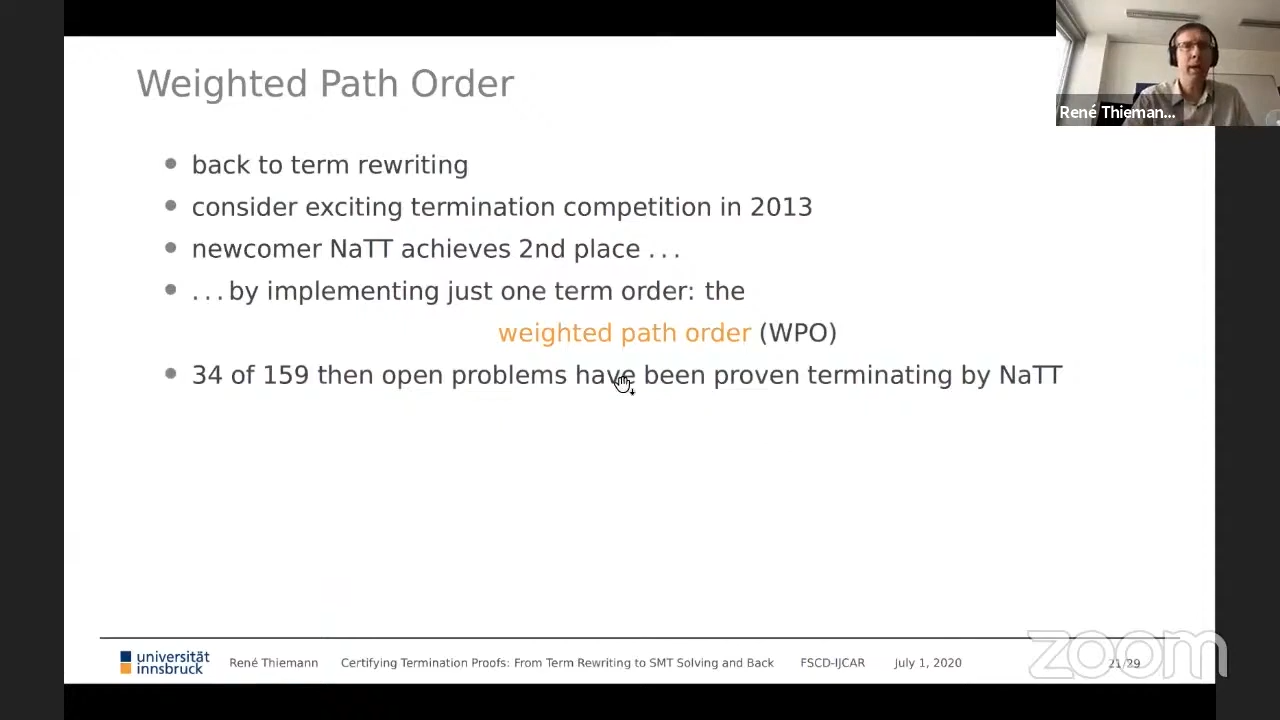 Weighted Path Order
René Thieman...
back to term rewriting
consider exciting termination competition in 2013
newcomer NaTT achieves 2nd place . . .
. . . by implementing just one term order: the
weighted path order (WPO)
34 of 159 then open problems have been proven terminating by NaTT
universität
innsbruck
René Thiemann Certifying Termination Proofs: From Term Rewriting to SMT Solving and Back FSCD-IJCAR July 1, 2020 21/29
zoom